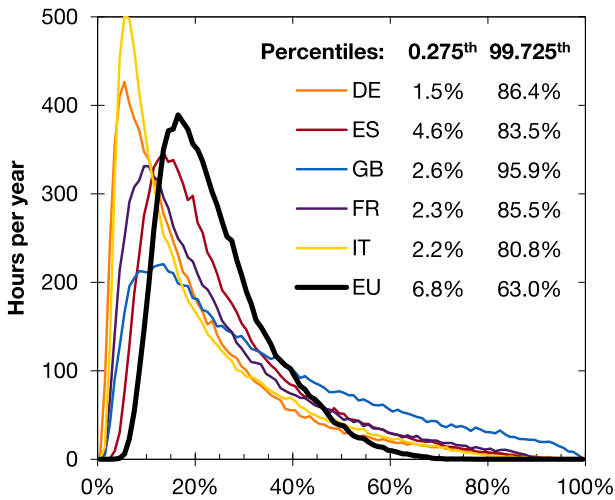 500
400
300
200
100
0
Hours per year
Percentiles: 0.275th 99.725th
DE 1.5% 86.4%
ES 4.6% 83.5%
GB 2.6% 95.9%
FR 2.3% 85.5%
IT 2.2% 80.8%
EU 6.8% 63.0%
0% 20% 40% 60% 80% 100%